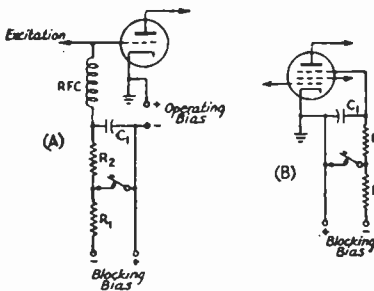 Excitation
RFC
+
Operating
Bias
-
C1
(A)
R2
R1
-
+
Blocking Bias
C1
(B)
+
-
Blocking
Bias